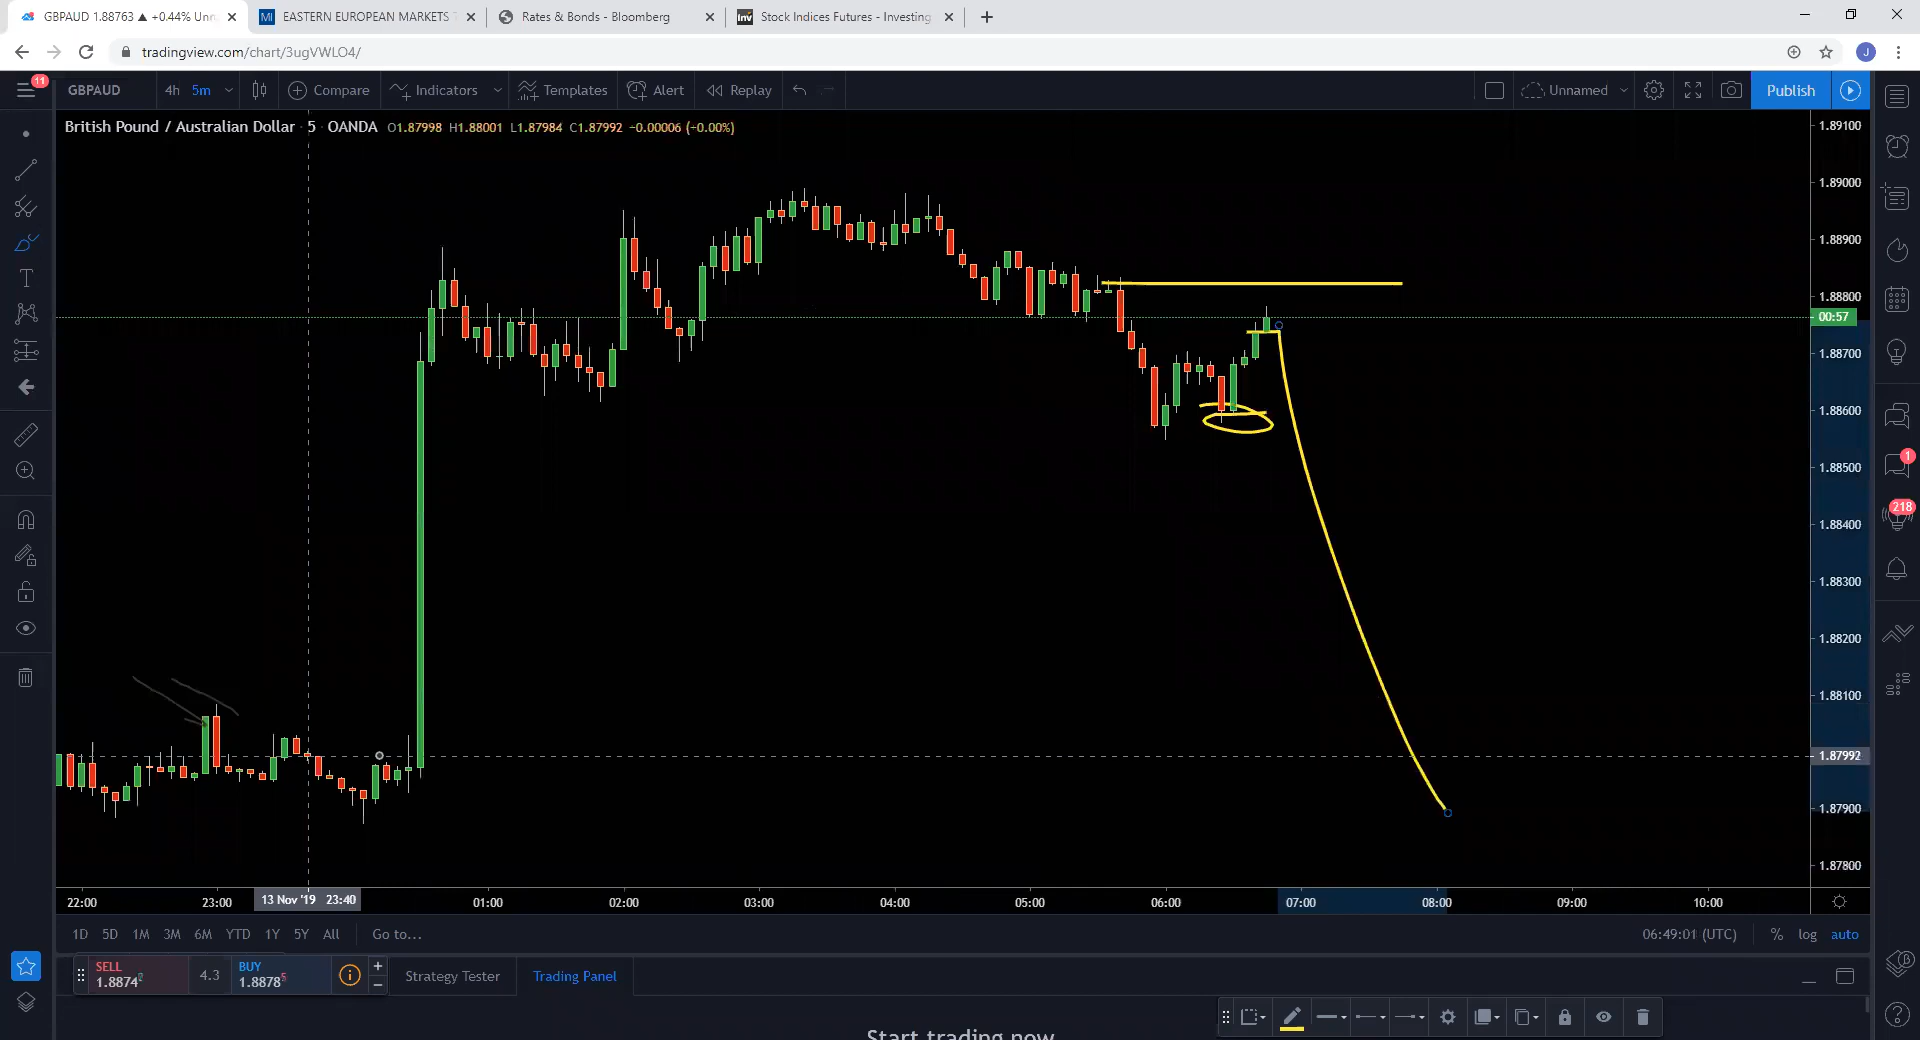 GBPAUD 1.88763 ▲ +0.44% Unn
EASTERN EUROPEAN MARKETS
Rates & Bonds - Bloomberg
Stock Indices Futures - Investing
tradingview.com/chart/3ugVWLO4/
J
11
GBPAUD
4h 5m
Compare
Indicators
Templates
Alert
Replay
Unnamed
Publish
British Pound / Australian Dollar · 5 · OANDA O1.87998 H1.88001 L1.87984 C1.87992 −0.00006 (−0.00%)
1.89100
1.89000
1.88900
1.88800
00:57
1.88700
1.88600
1.88500
1.88400
1.88300
1.88200
1.88100
1.87992
1.87900
1.87800
1
218
22:00
23:00
13 Nov '19 23:40
01:00
02:00
03:00
04:00
05:00
06:00
07:00
08:00
09:00
10:00
1D 5D 1M 3M 6M YTD 1Y 5Y All
Go to...
06:49:01 (UTC)
% log auto
SELL
1.8874
4.3
BUY
1.88785
Strategy Tester
Trading Panel
Start trading now